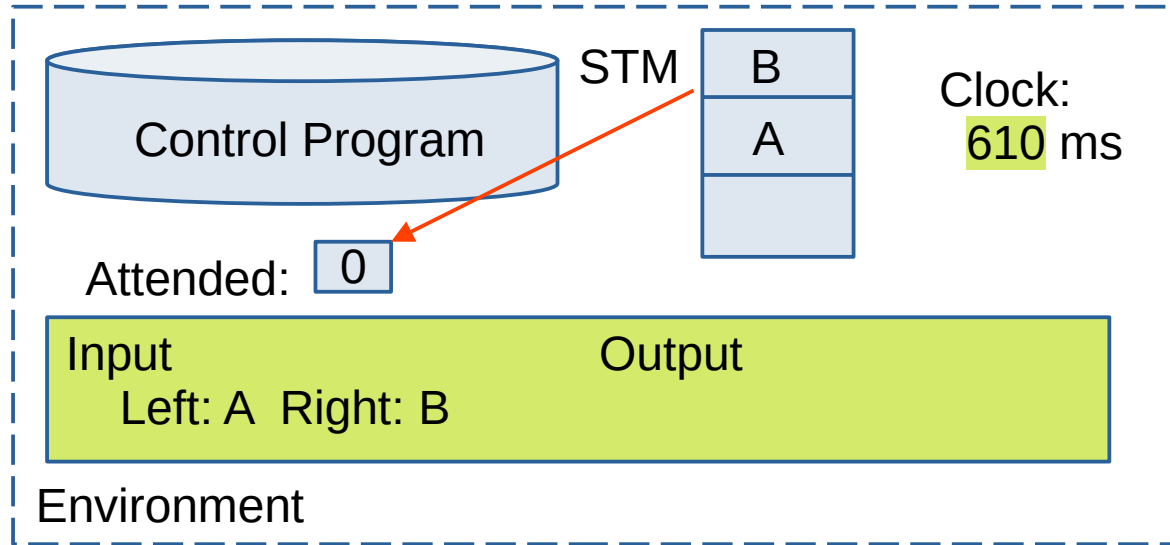 STM
B
Clock:
Control Program
A
610 ms
Attended:
0
Input
Output
Left: A Right: B
Environment